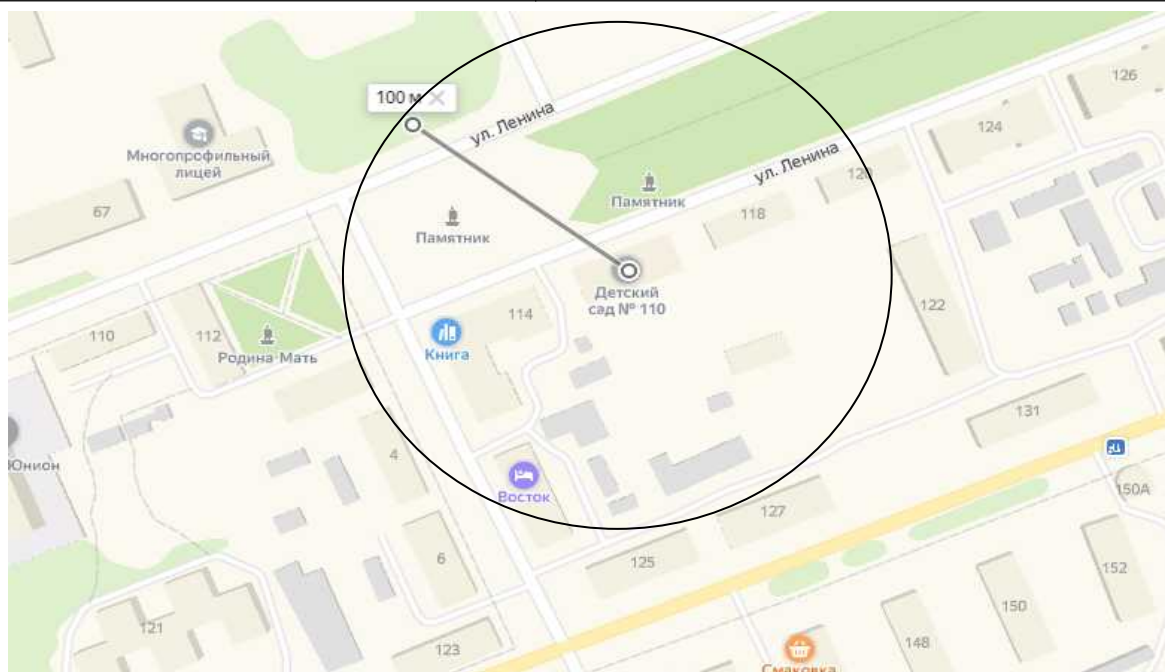 126
100 м
ул. Ленина
124
Многопрофильный
лицей
ул. Ленина
120
Памятник
67
118
Памятник
Детский
сад № 110
122
114
110
112
Родина-Мать
Книга
131
4
Юнион
Восток
150А
127
6
125
152
150
121
148
123
Смаковка